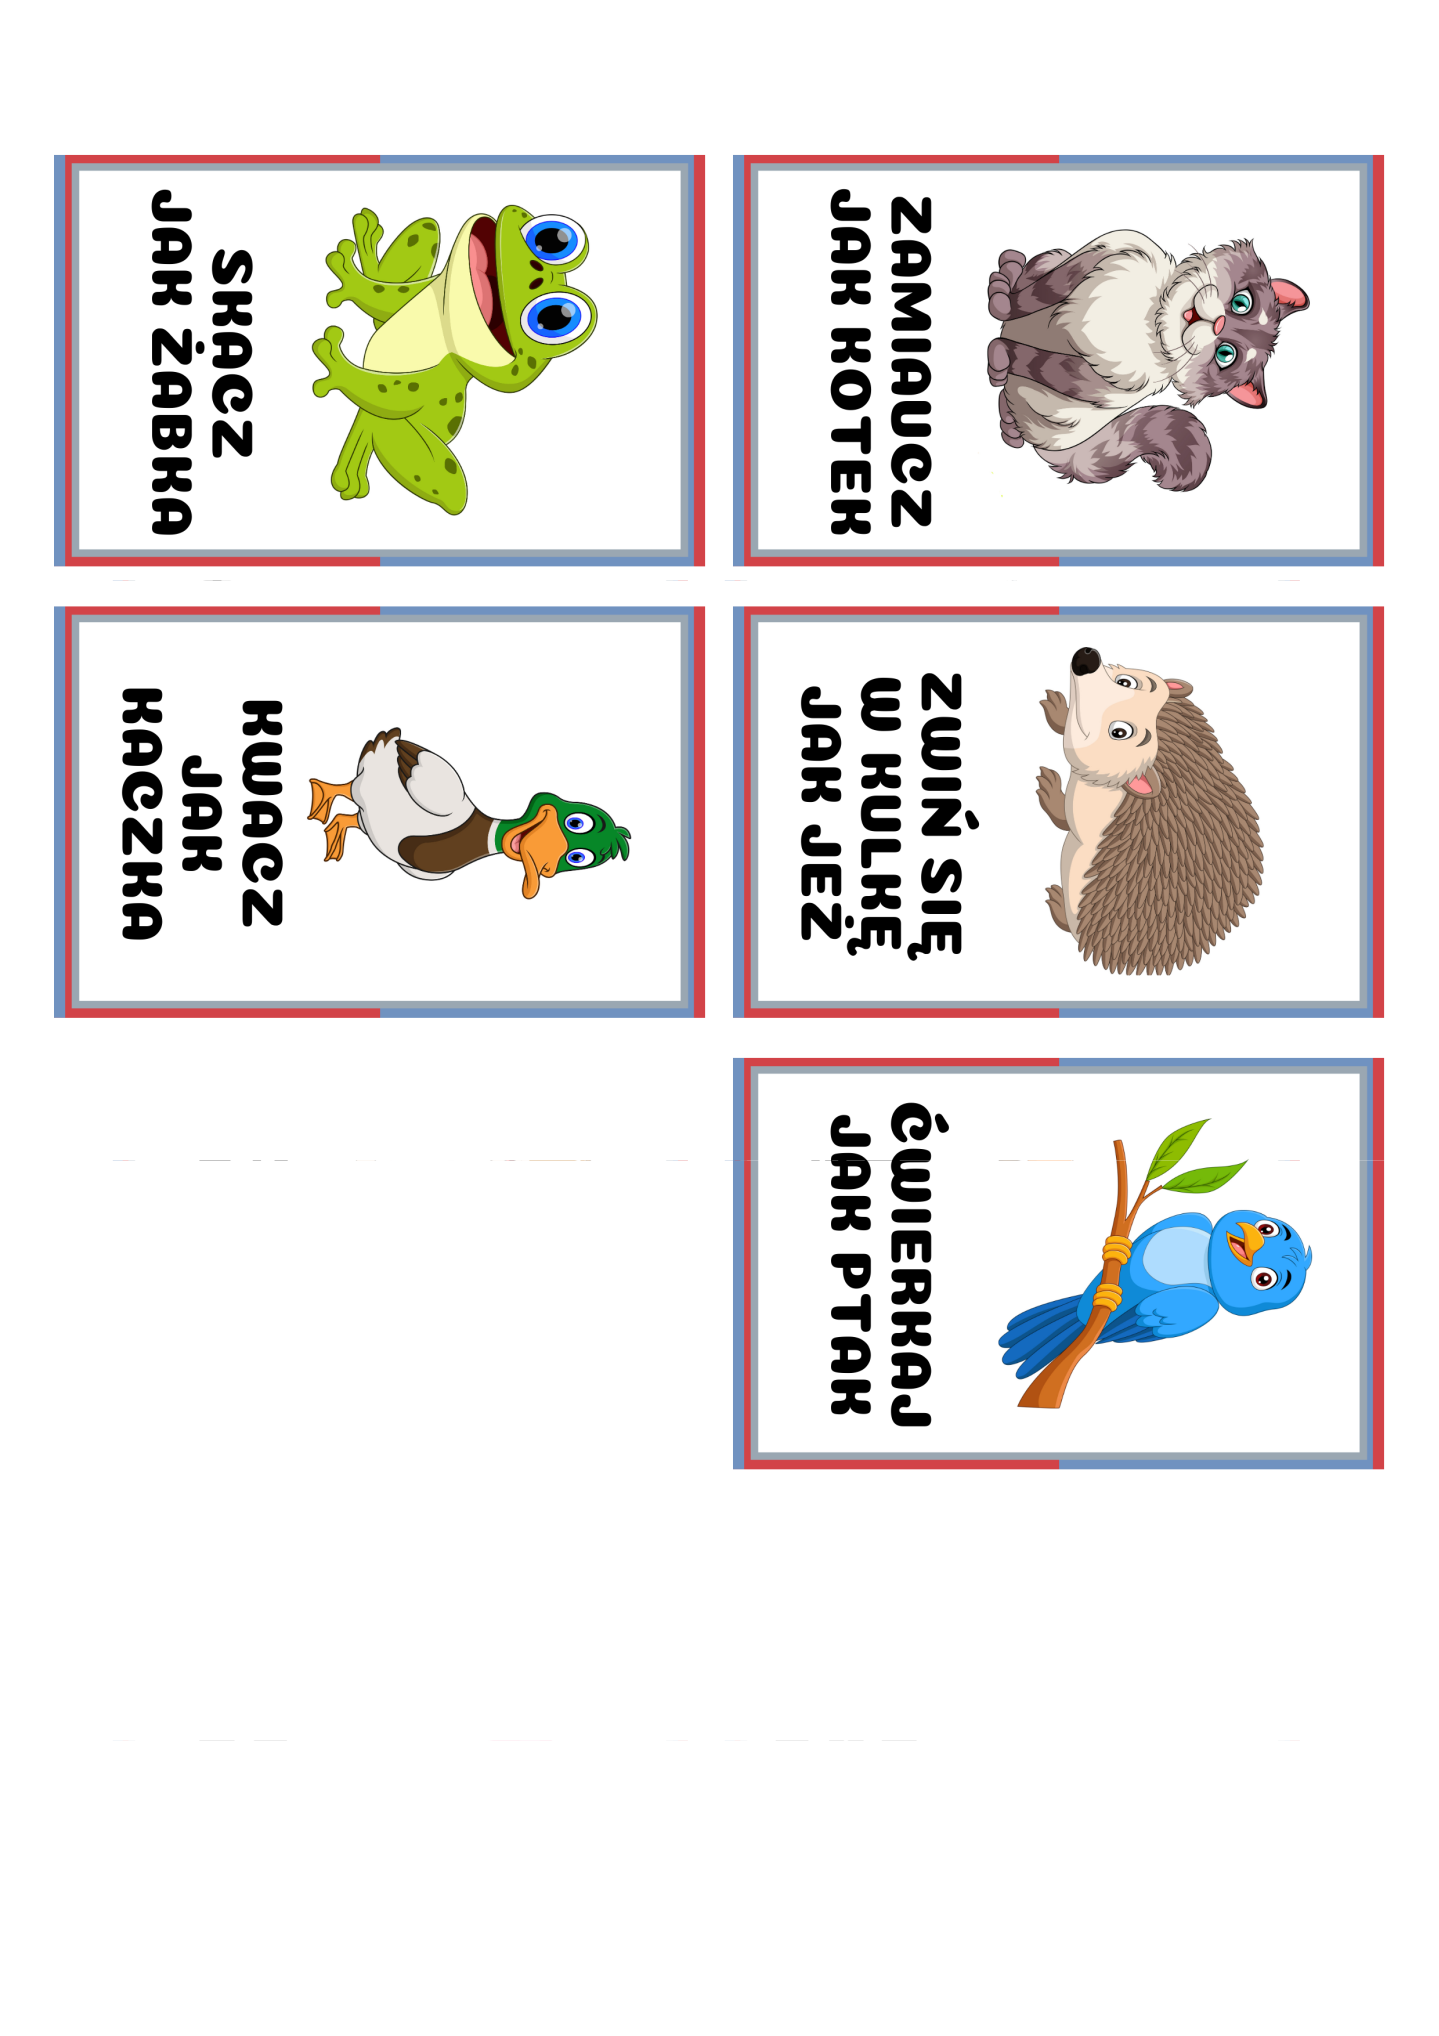 SKACZ
JAK ŻABKA
ZAMIAUCZ
JAK KOTEK
KWACZ
JAK
KACZKA
ZWIŃ SIĘ
W KULKĘ
JAK JEŻ
ĆWIERKAJ
JAK PTAK